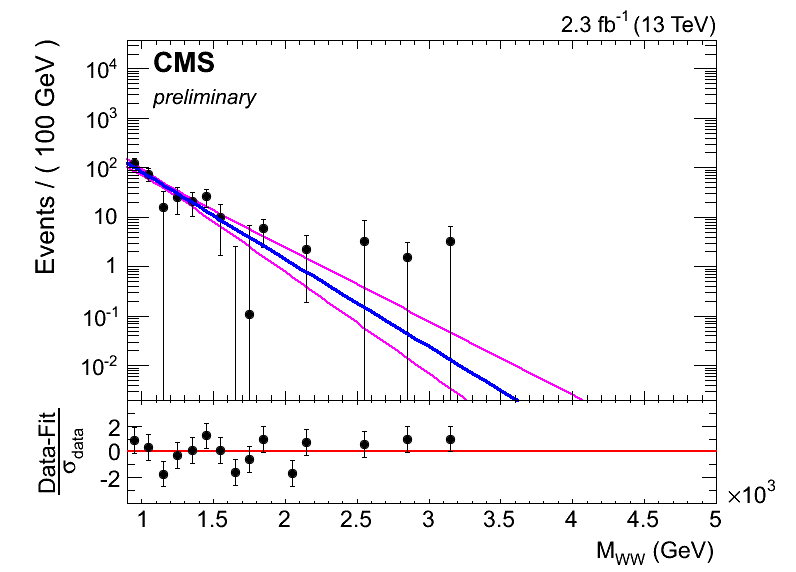 2.3 fb⁻¹ (13 TeV)
CMS
preliminary
Events / ( 100 GeV )
10⁴
10³
10²
10
1
10⁻¹
10⁻²
Data-Fit
σdata
2
0
-2
1 1.5 2 2.5 3 3.5 4 4.5 5
×10³
M_WW (GeV)